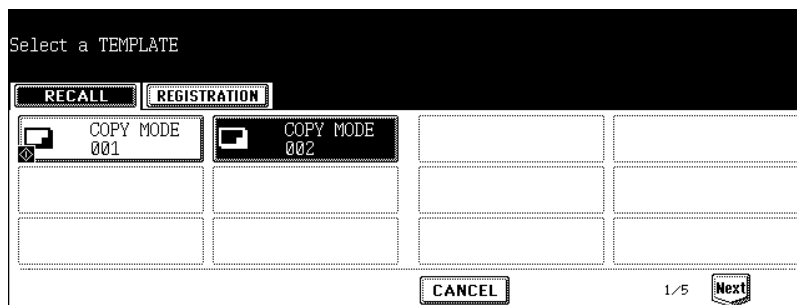 Select a TEMPLATE
RECALL REGISTRATION
COPY MODE COPY MODE
001 002
CANCEL 1/5 Next